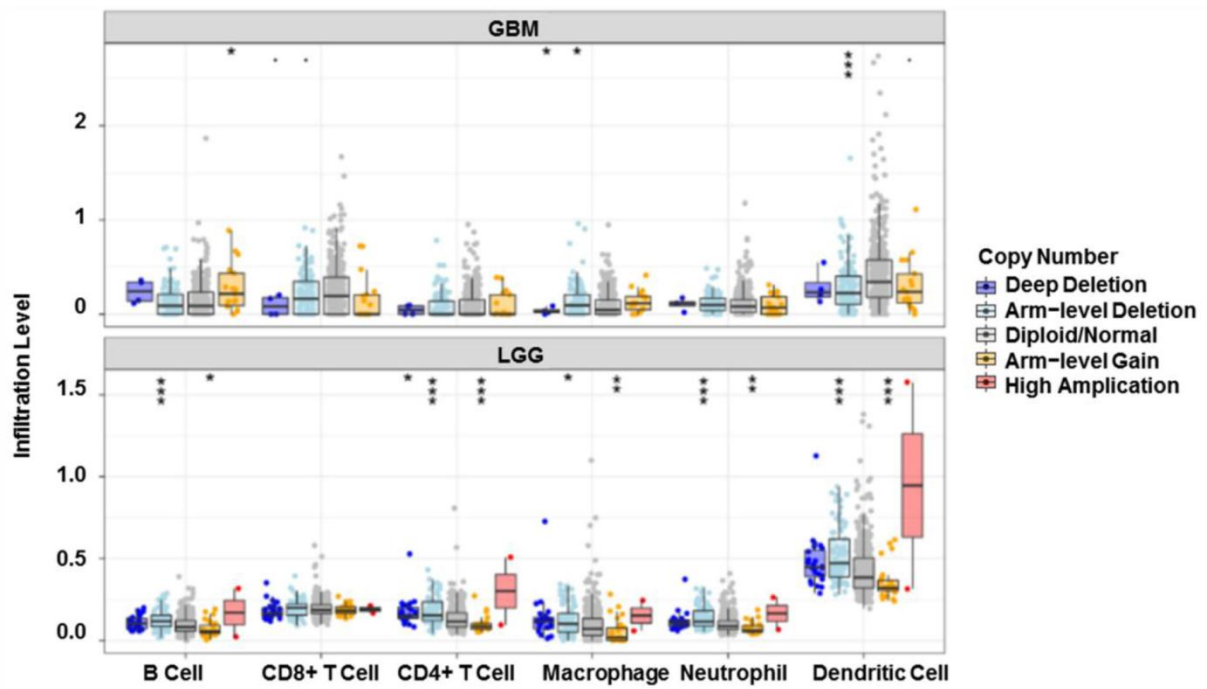 GBM
* . . * * *** .
2
1
0
Infiltration Level
LGG
*** * * *** *** * ** *** ** *** ***
1.5
1.0
0.5
0.0
B Cell CD8+ T Cell CD4+ T Cell Macrophage Neutrophil Dendritic Cell
Copy Number
Deep Deletion
Arm-level Deletion
Diploid/Normal
Arm-level Gain
High Amplication